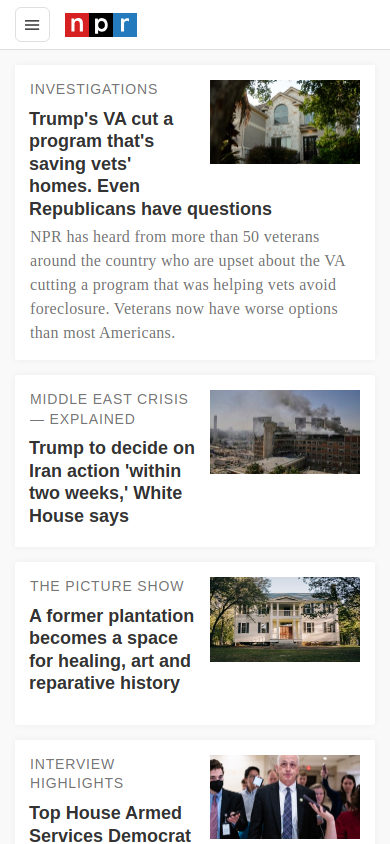 npr
INVESTIGATIONS
Trump's VA cut a
program that's
saving vets'
homes. Even
Republicans have questions
NPR has heard from more than 50 veterans
around the country who are upset about the VA
cutting a program that was helping vets avoid
foreclosure. Veterans now have worse options
than most Americans.
MIDDLE EAST CRISIS
— EXPLAINED
Trump to decide on
Iran action 'within
two weeks,' White
House says
THE PICTURE SHOW
A former plantation
becomes a space
for healing, art and
reparative history
INTERVIEW
HIGHLIGHTS
Top House Armed
Services Democrat